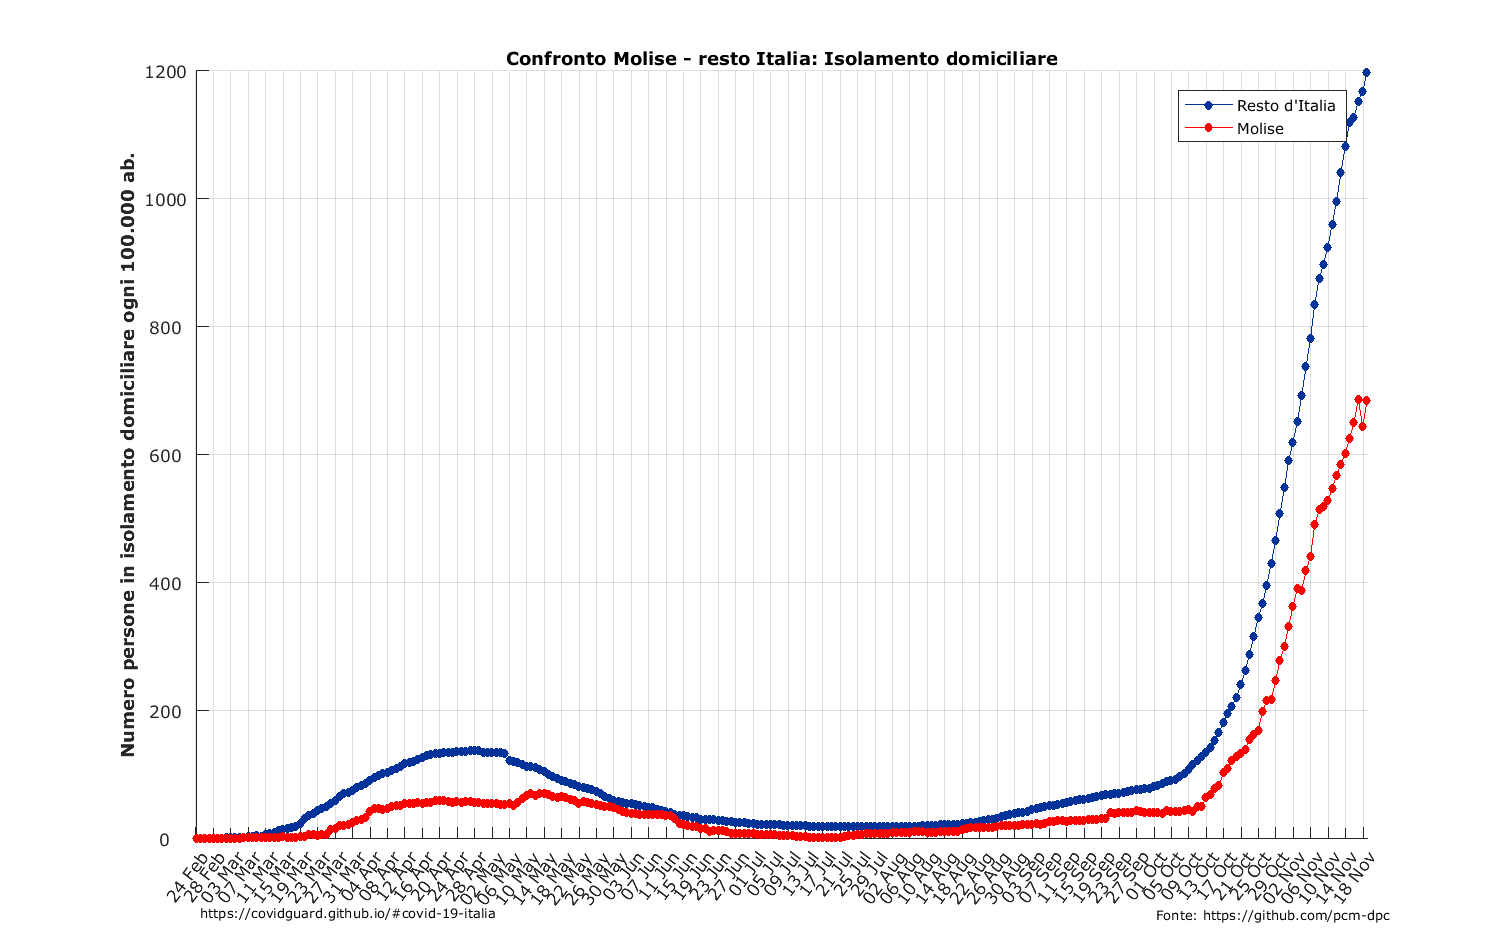 Confronto Molise - resto Italia: Isolamento domiciliare
Numero persone in isolamento domiciliare ogni 100.000 ab.
1200
1000
800
600
400
200
0
Resto d'Italia
Molise
24 Feb
28 Feb
03 Mar
07 Mar
11 Mar
15 Mar
19 Mar
23 Mar
27 Mar
31 Mar
04 Apr
08 Apr
12 Apr
16 Apr
20 Apr
24 Apr
28 Apr
02 May
06 May
10 May
14 May
18 May
22 May
26 May
30 May
03 Jun
07 Jun
11 Jun
15 Jun
19 Jun
23 Jun
27 Jun
01 Jul
05 Jul
09 Jul
13 Jul
17 Jul
21 Jul
25 Jul
29 Jul
02 Aug
06 Aug
10 Aug
14 Aug
18 Aug
22 Aug
26 Aug
30 Aug
03 Sep
07 Sep
11 Sep
15 Sep
19 Sep
23 Sep
27 Sep
01 Oct
05 Oct
09 Oct
13 Oct
17 Oct
21 Oct
25 Oct
29 Oct
02 Nov
06 Nov
10 Nov
14 Nov
18 Nov
https://covidguard.github.io/#covid-19-italia
Fonte: https://github.com/pcm-dpc